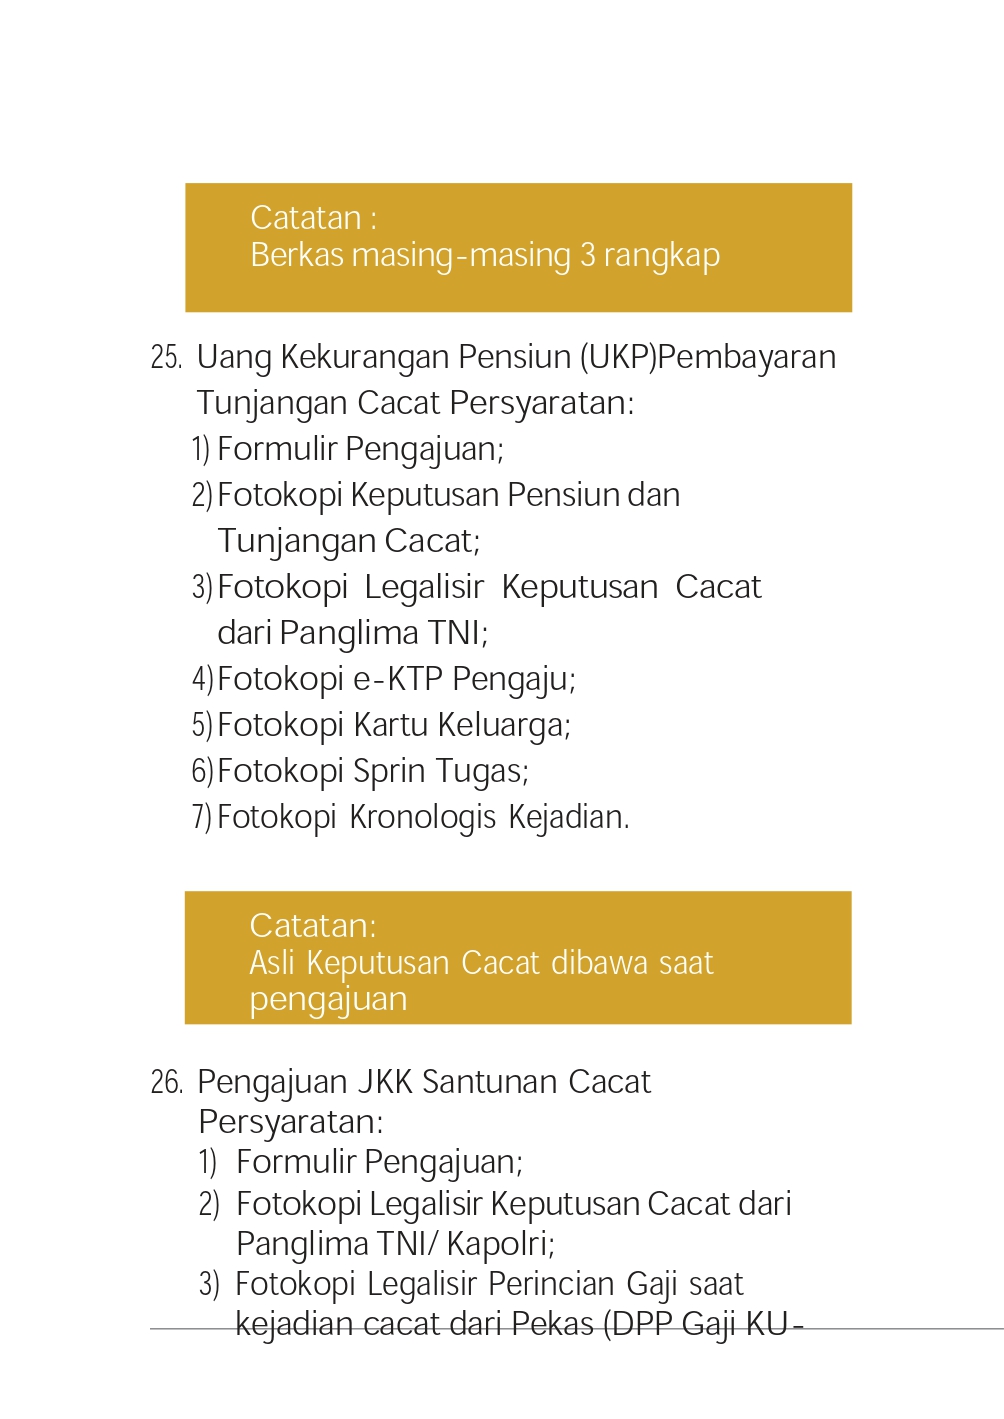 Catatan :
Berkas masing-masing 3 rangkap
25. Uang Kekurangan Pensiun (UKP)Pembayaran
Tunjangan Cacat Persyaratan:
1) Formulir Pengajuan;
2) Fotokopi Keputusan Pensiun dan
Tunjangan Cacat;
3) Fotokopi Legalisir Keputusan Cacat
dari Panglima TNI;
4) Fotokopi e-KTP Pengaju;
5) Fotokopi Kartu Keluarga;
6) Fotokopi Sprin Tugas;
7) Fotokopi Kronologis Kejadian.
Catatan:
Asli Keputusan Cacat dibawa saat
pengajuan
26. Pengajuan JKK Santunan Cacat
Persyaratan:
1) Formulir Pengajuan;
2) Fotokopi Legalisir Keputusan Cacat dari
Panglima TNI/ Kapolri;
3) Fotokopi Legalisir Perincian Gaji saat
kejadian cacat dari Pekas (DPP Gaji KU-